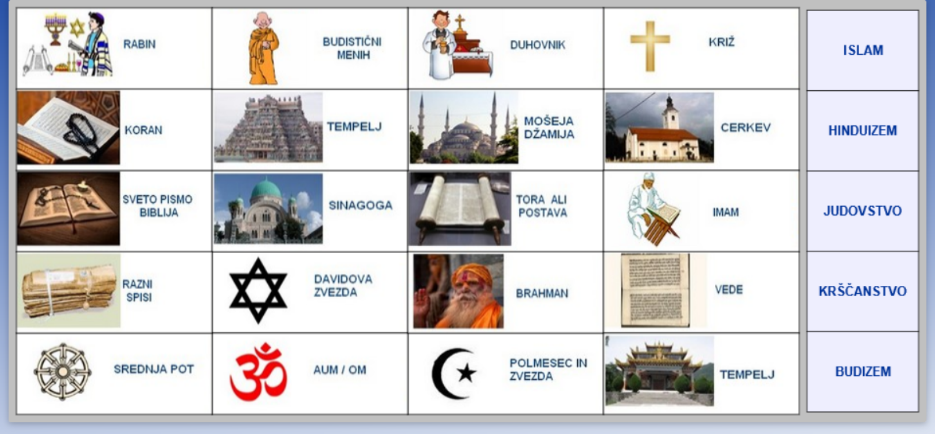 RABIN
BUDISTIČNI
MENIH
DUHOVNIK
KRIŽ
ISLAM
KORAN
TEMPELJ
MOŠEJA
DŽAMIJA
CERKEV
HINDUIZEM
SVETO PISMO
BIBLIJA
SINAGOGA
TORA ALI
POSTAVA
IMAM
JUDOVSTVO
RAZNI
SPISI
DAVIDOVA
ZVEZDA
BRAHMAN
VEDE
KRŠČANSTVO
SREDNJA POT
AUM / OM
POLMESEC IN
ZVEZDA
TEMPELJ
BUDIZEM